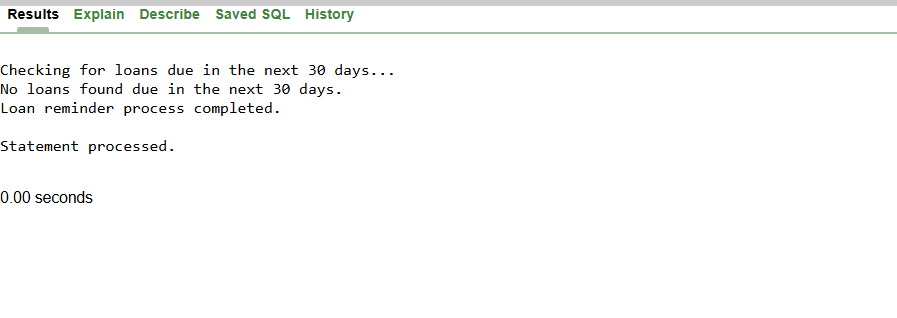 Results Explain Describe Saved SQL History
Checking for loans due in the next 30 days...
No loans found due in the next 30 days.
Loan reminder process completed.
Statement processed.
0.00 seconds